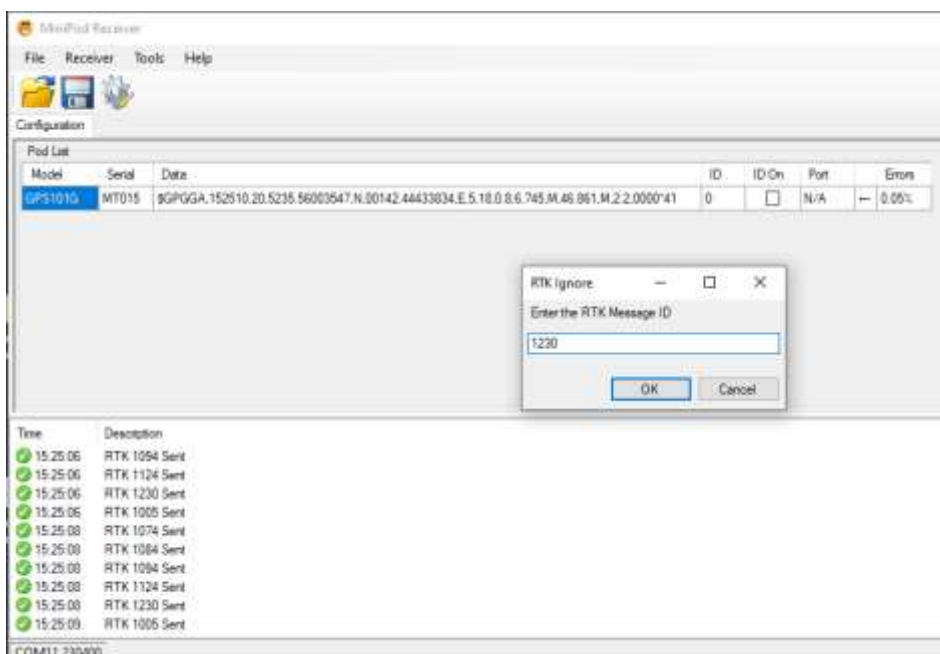 MiniPod Receiver
File Receiver Tools Help
Configuration
Pod List
Model Serial Data ID ID On Port Errors
GPS101G MT015 $GPGGA,152510.20,5235.56003547,N,00142.44433834,E,5,18,0.8,6.745,M,46.861,M,2.2,0000*41 0 N/A ← 0.05%
RTK Ignore
Enter the RTK Message ID
1230
OK Cancel
Time Description
15:25:06 RTK 1094 Sent
15:25:06 RTK 1124 Sent
15:25:06 RTK 1230 Sent
15:25:06 RTK 1005 Sent
15:25:08 RTK 1074 Sent
15:25:08 RTK 1084 Sent
15:25:08 RTK 1094 Sent
15:25:08 RTK 1124 Sent
15:25:08 RTK 1230 Sent
15:25:09 RTK 1005 Sent
COM11 230400